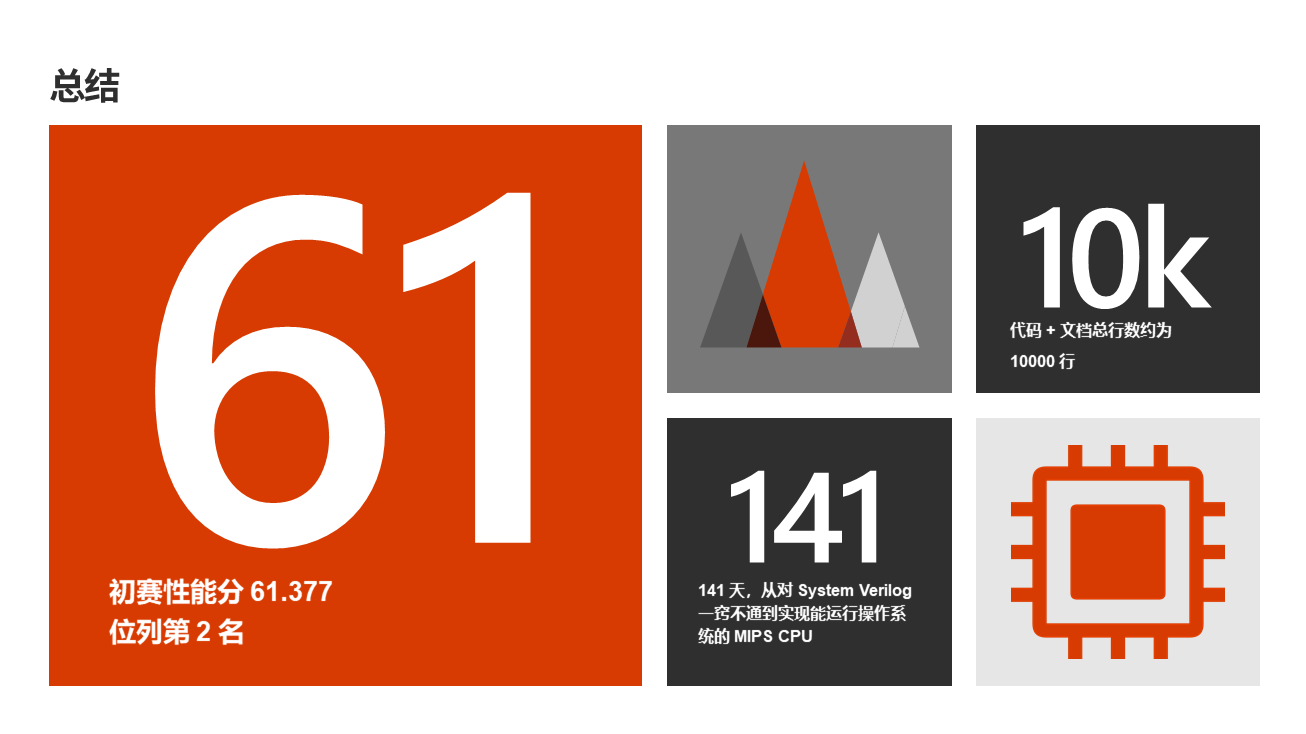 总结
61
初赛性能分 61.377
位列第 2 名
10k
代码 + 文档总行数约为
10000 行
141
141 天，从对 System Verilog
一窍不通到实现能运行操作系
统的 MIPS CPU